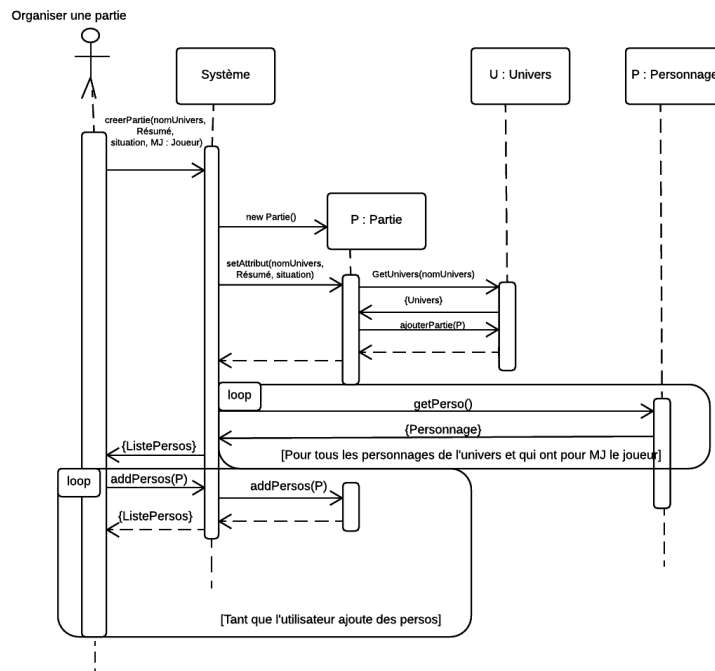 Organiser une partie
Système
U : Univers
P : Personnage
creerPartie(nomUnivers,
Résumé,
situation, MJ : Joueur)
new Partie()
P : Partie
setAttribut(nomUnivers,
Résumé, situation)
GetUnivers(nomUnivers)
{Univers}
ajouterPartie(P)
loop
getPerso()
{Personnage}
{ListePersos}
[Pour tous les personnages de l'univers et qui ont pour MJ le joueur]
loop
addPersos(P)
addPersos(P)
{ListePersos}
[Tant que l'utilisateur ajoute des persos]